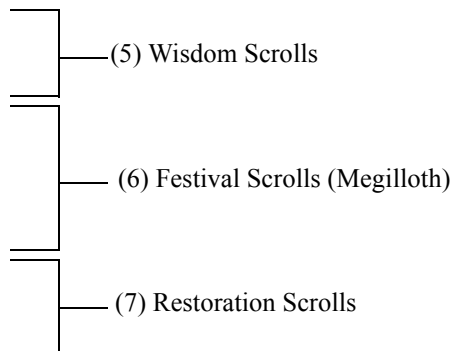 (5) Wisdom Scrolls
(6) Festival Scrolls (Megilloth)
(7) Restoration Scrolls